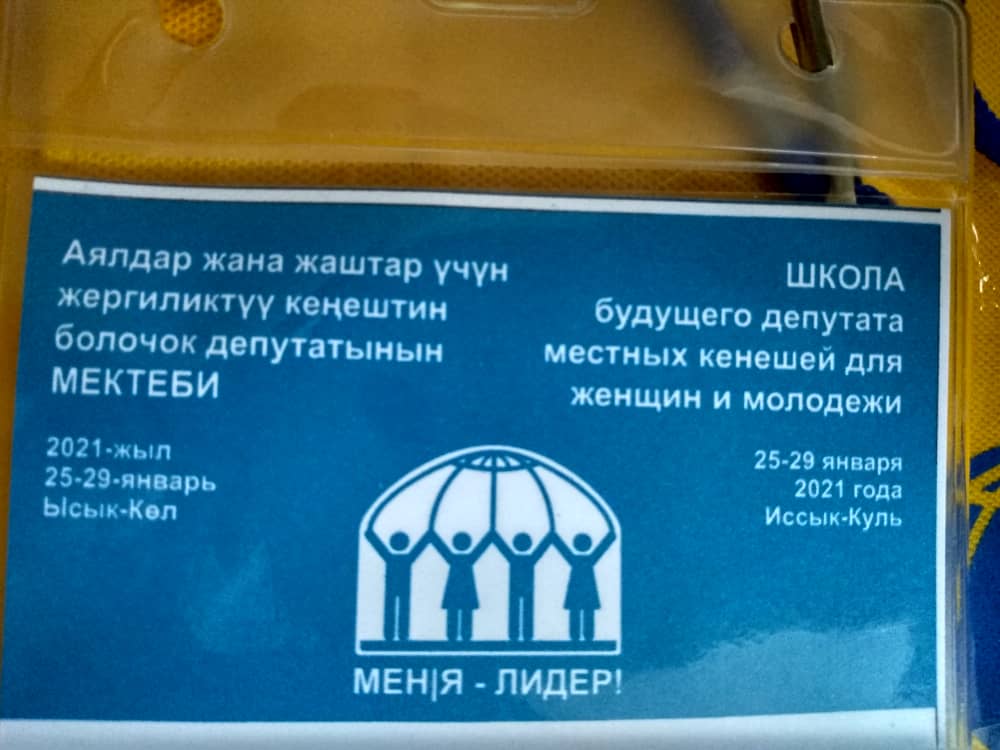 Аялдар жана жаштар үчүн
жергиликтүү кеңештин
болочок депутатынын
МЕКТЕБИ
2021-жыл
25-29-январь
Ысык-Көл
ШКОЛА
будущего депутата
местных кенешей для
женщин и молодежи
25-29 января
2021 года
Иссык-Куль
МЕН|Я - ЛИДЕР!